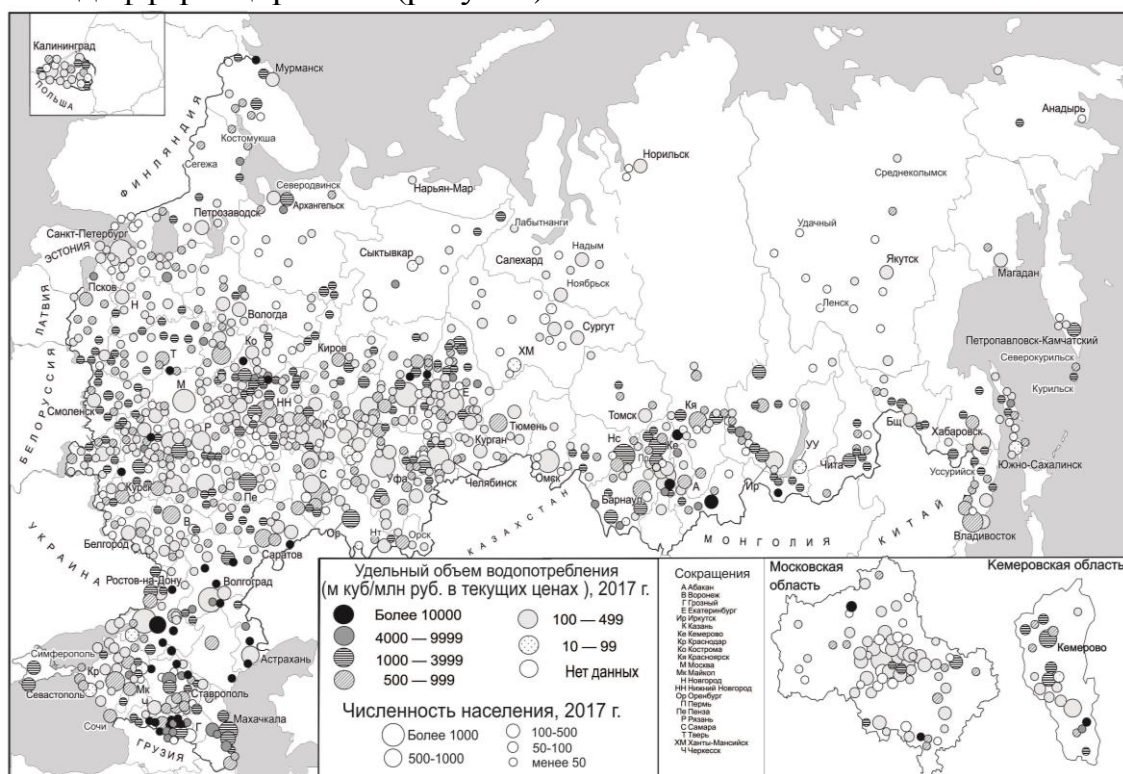 Калининград
ПОЛЬША
Мурманск
ФИНЛЯНДИЯ
Костомукша
Сегежа
Северодвинск
Архангельск
Нарьян-Мар
Норильск
Анадырь
Среднеколымск
Петрозаводск
Санкт-Петербург
ЭСТОНИЯ
Лабытнанги
Удачный
Сыктывкар
Салехард
Надым
Якутск
Магадан
Псков
Н
Ноябрьск
ЛАТВИЯ
Вологда
Ленск
Ко
Киров
Сургут
Петропавловск-Камчатский
Т
ХМ
Северокурильск
БЕЛОРУССИЯ
М
Е
Курильск
Смоленск
НН
П
Томск
Кя
Бщ
Р
К
Тюмень
Нс
Ке
Хабаровск
Курган
УУ
С
Чита
Уссурийск
Южно-Сахалинск
Курск
Уфа
Челябинск
Омск
Ир
Пе
Барнаул
А
УКРАИНА
В
КАЗАХСТАН
МОНГОЛИЯ
КИТАЙ
Белгород
Ор
Нт
Орск
Саратов
Владивосток
Ростов-на-Дону
Волгоград
Симферополь
Астрахань
Кр
Севастополь
Мк
Ставрополь
Ч
Сочи
Г
Махачкала
ГРУЗИЯ
Удельный объем водопотребления
(м куб/млн руб. в текущих ценах ), 2017 г.
Более 10000
4000 — 9999
1000 — 3999
500 — 999
100 — 499
10 — 99
Нет данных
Численность населения, 2017 г.
Более 1000
500-1000
100-500
50-100
менее 50
Сокращения
А Абакан
В Воронеж
Г Грозный
Е Екатеринбург
Ир Иркутск
К Казань
Ке Кемерово
Кр Краснодар
Ко Кострома
Кя Красноярск
М Москва
Мк Майкоп
Н Новгород
НН Нижний Новгород
Ор Оренбург
П Пермь
Пе Пенза
Р Рязань
С Самара
Т Тверь
ХМ Ханты-Мансийск
Ч Черкесск
Московская
область
Кемеровская область
Кемерово